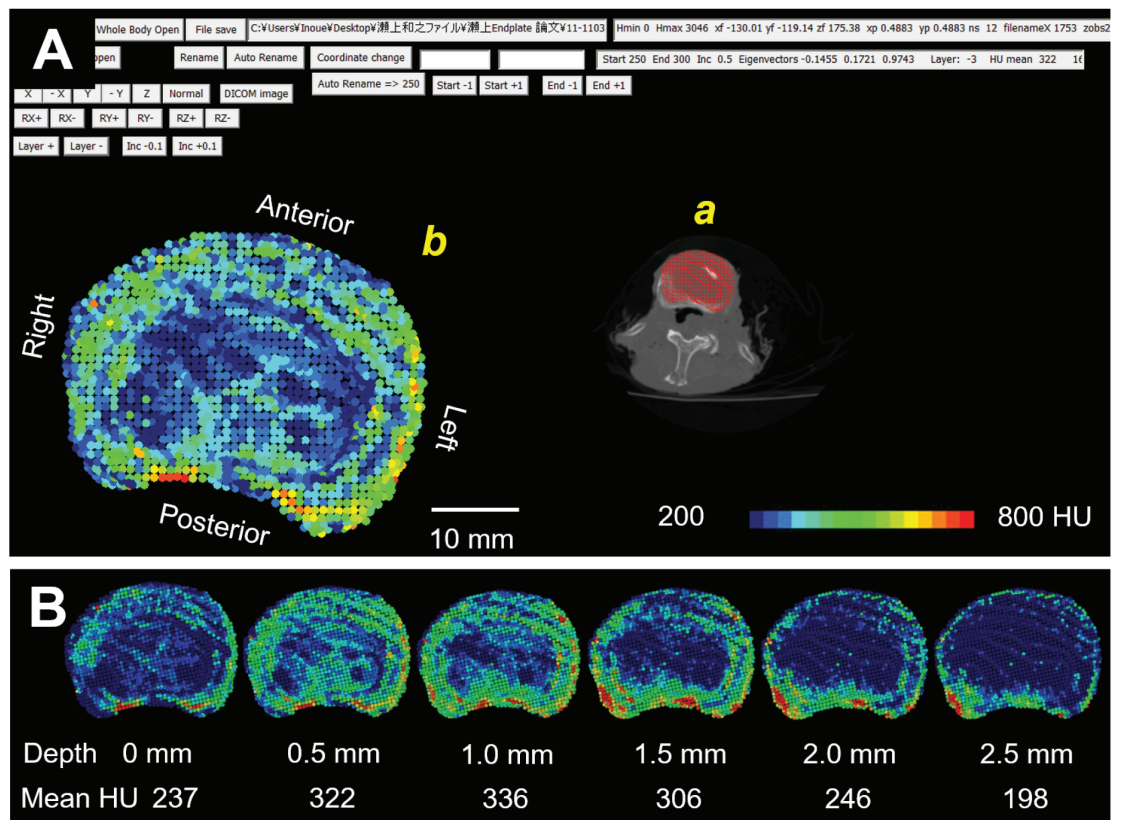 A
Whole Body Open File save C:¥Users¥Inoue¥Desktop¥瀬上和之ファイル¥瀬上Endplate 論文¥11-1103 Hmin 0 Hmax 3046 xf -130.01 yf -119.14 zf 175.38 xp 0.4883 yp 0.4883 ns 12 filenameX 1753 zobs2
pen Rename Auto Rename Coordinate change Start 250 End 300 Inc 0.5 Eigenvectors -0.1455 0.1721 0.9743 Layer: -3 HU mean 322
Auto Rename => 250 Start -1 Start +1 End -1 End +1
X - X Y - Y Z Normal DICOM image
RX+ RX- RY+ RY- RZ+ RZ-
Layer + Layer - Inc -0.1 Inc +0.1
Anterior
b
a
Right
Left
Posterior
10 mm
200 800 HU
B
Depth 0 mm 0.5 mm 1.0 mm 1.5 mm 2.0 mm 2.5 mm
Mean HU 237 322 336 306 246 198